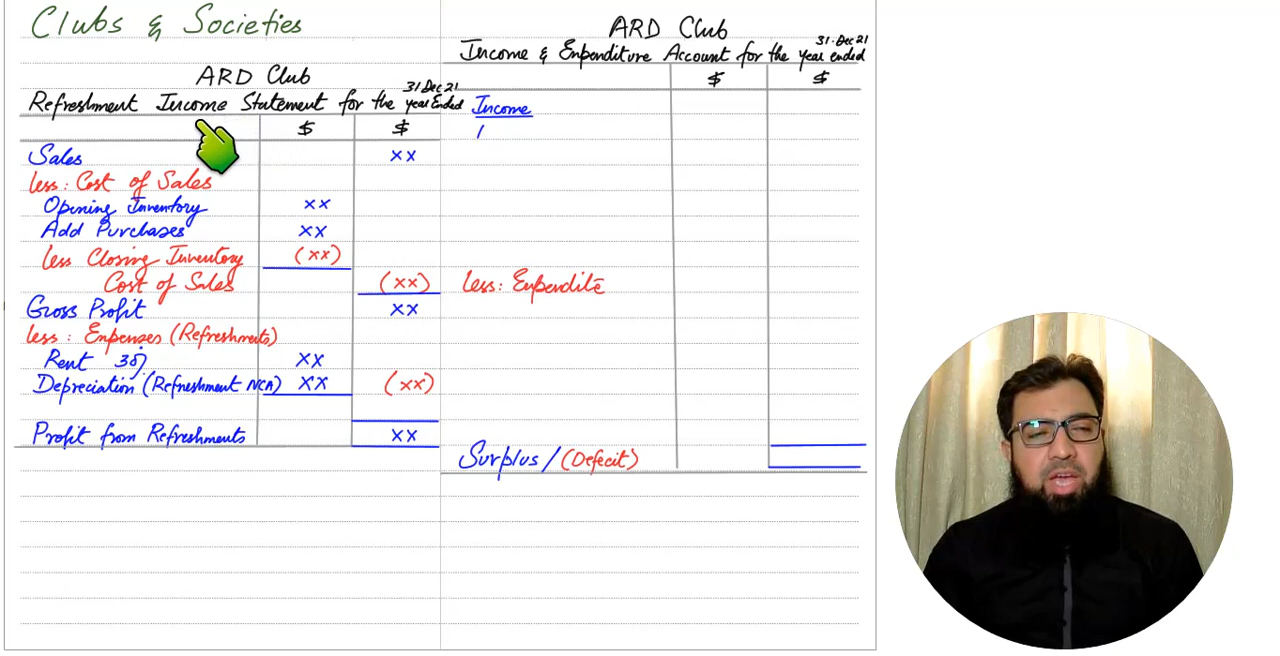 Clubs & Societies
ARD Club
31 Dec 21
Refreshment Income Statement for the year Ended
$ $
Sales xx
less: Cost of Sales
Opening Inventory xx
Add Purchases xx
less Closing Inventory (xx)
Cost of Sales (xx)
Gross Profit xx
less: Expenses (Refreshments)
Rent xx
Depreciation (Refreshment NCA) xx (xx)
Profit from Refreshments xx
ARD Club
31·Dec 21
Income & Expenditure Account for the year ended
$ $
Income
less: Expendite
Surplus/(Defecit)